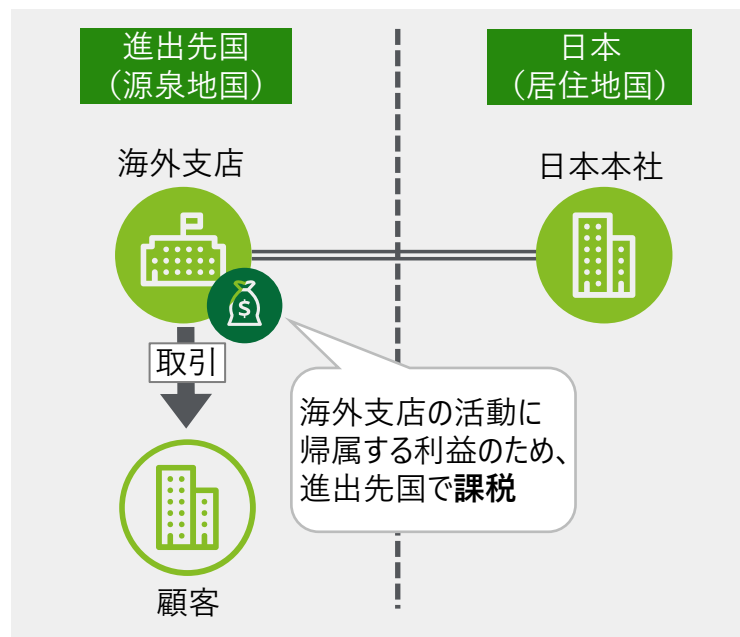 進出先国
（源泉地国）
日本
（居住地国）
海外支店
日本本社
$
取引
海外支店の活動に
帰属する利益のため、
進出先国で課税
顧客